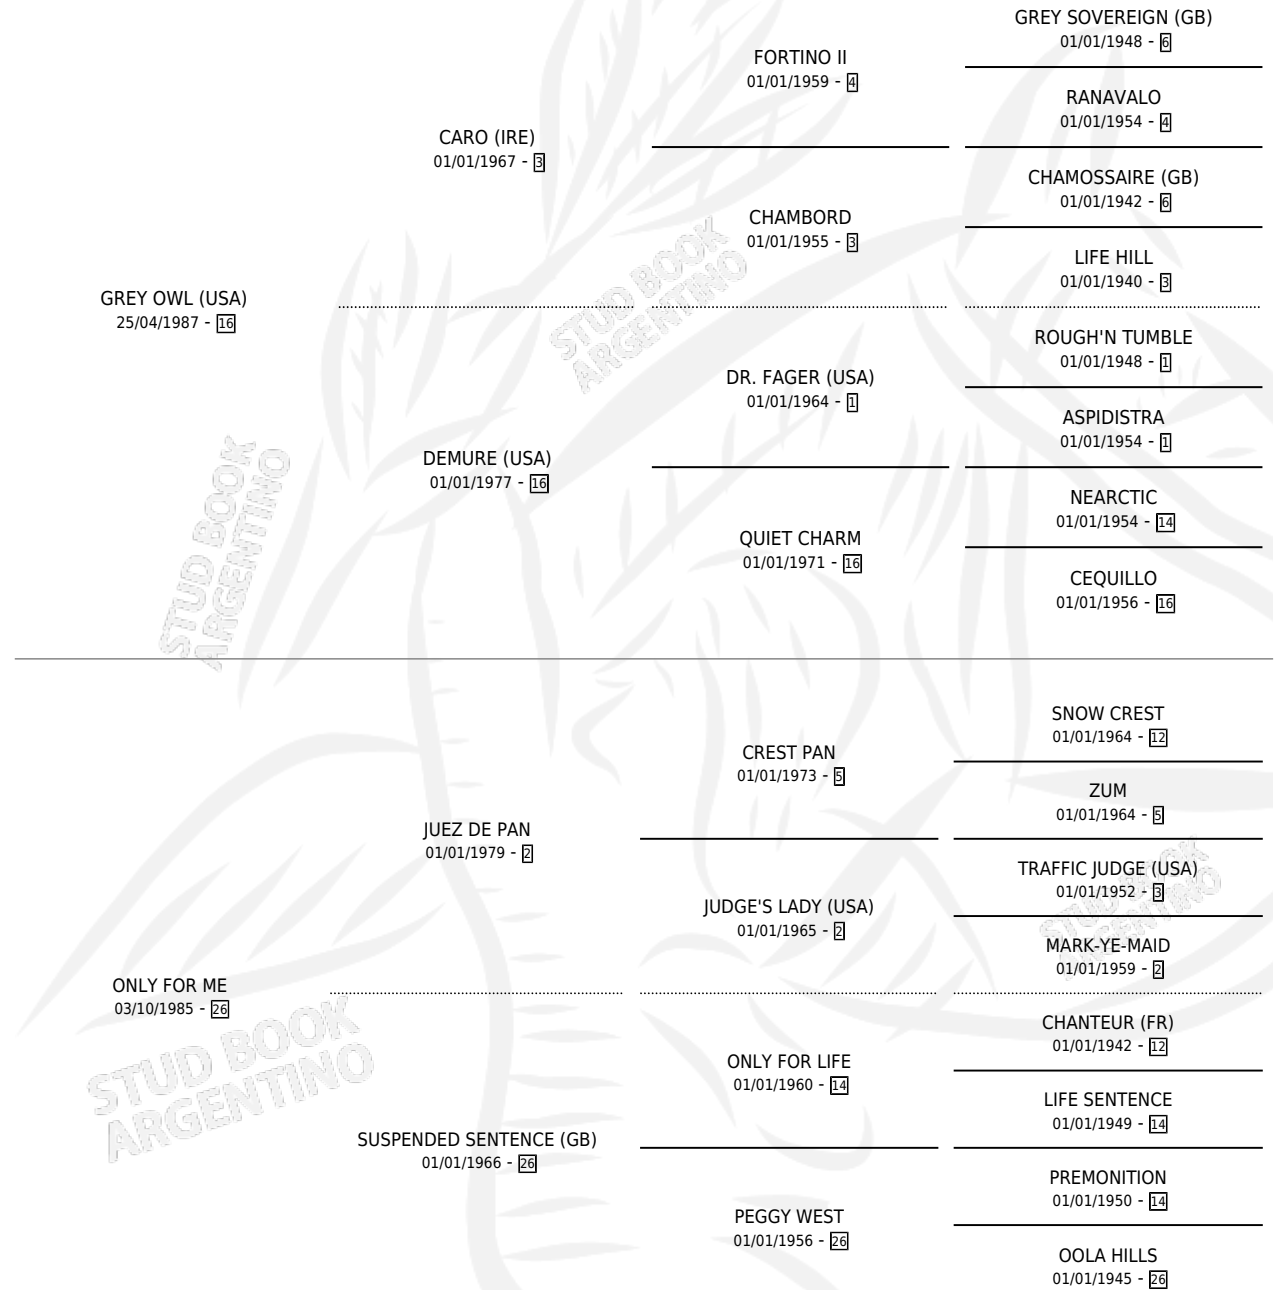 GREY OWL (USA)
25/04/1987 - 16
CARO (IRE)
01/01/1967 - 3
FORTINO II
01/01/1959 - 4
GREY SOVEREIGN (GB)
01/01/1948 - 6
RANAVALO
01/01/1954 - 4
CHAMBORD
01/01/1955 - 3
CHAMOSSAIRE (GB)
01/01/1942 - 6
LIFE HILL
01/01/1940 - 3
DEMURE (USA)
01/01/1977 - 16
DR. FAGER (USA)
01/01/1964 - 1
ROUGH'N TUMBLE
01/01/1948 - 1
ASPIDISTRA
01/01/1954 - 1
QUIET CHARM
01/01/1971 - 16
NEARCTIC
01/01/1954 - 14
CEQUILLO
01/01/1956 - 16
ONLY FOR ME
03/10/1985 - 26
JUEZ DE PAN
01/01/1979 - 2
CREST PAN
01/01/1973 - 5
SNOW CREST
01/01/1964 - 12
ZUM
01/01/1964 - 5
JUDGE'S LADY (USA)
01/01/1965 - 2
TRAFFIC JUDGE (USA)
01/01/1952 - 3
MARK-YE-MAID
01/01/1959 - 2
SUSPENDED SENTENCE (GB)
01/01/1966 - 26
ONLY FOR LIFE
01/01/1960 - 14
CHANTEUR (FR)
01/01/1942 - 12
LIFE SENTENCE
01/01/1949 - 14
PEGGY WEST
01/01/1956 - 26
PREMONITION
01/01/1950 - 14
OOLA HILLS
01/01/1945 - 26
STUD BOOK
ARGENTINO
STUD BOOK
ARGENTINO
STUD BOOK
ARGENTINO
STUD BOOK
ARGENTINO